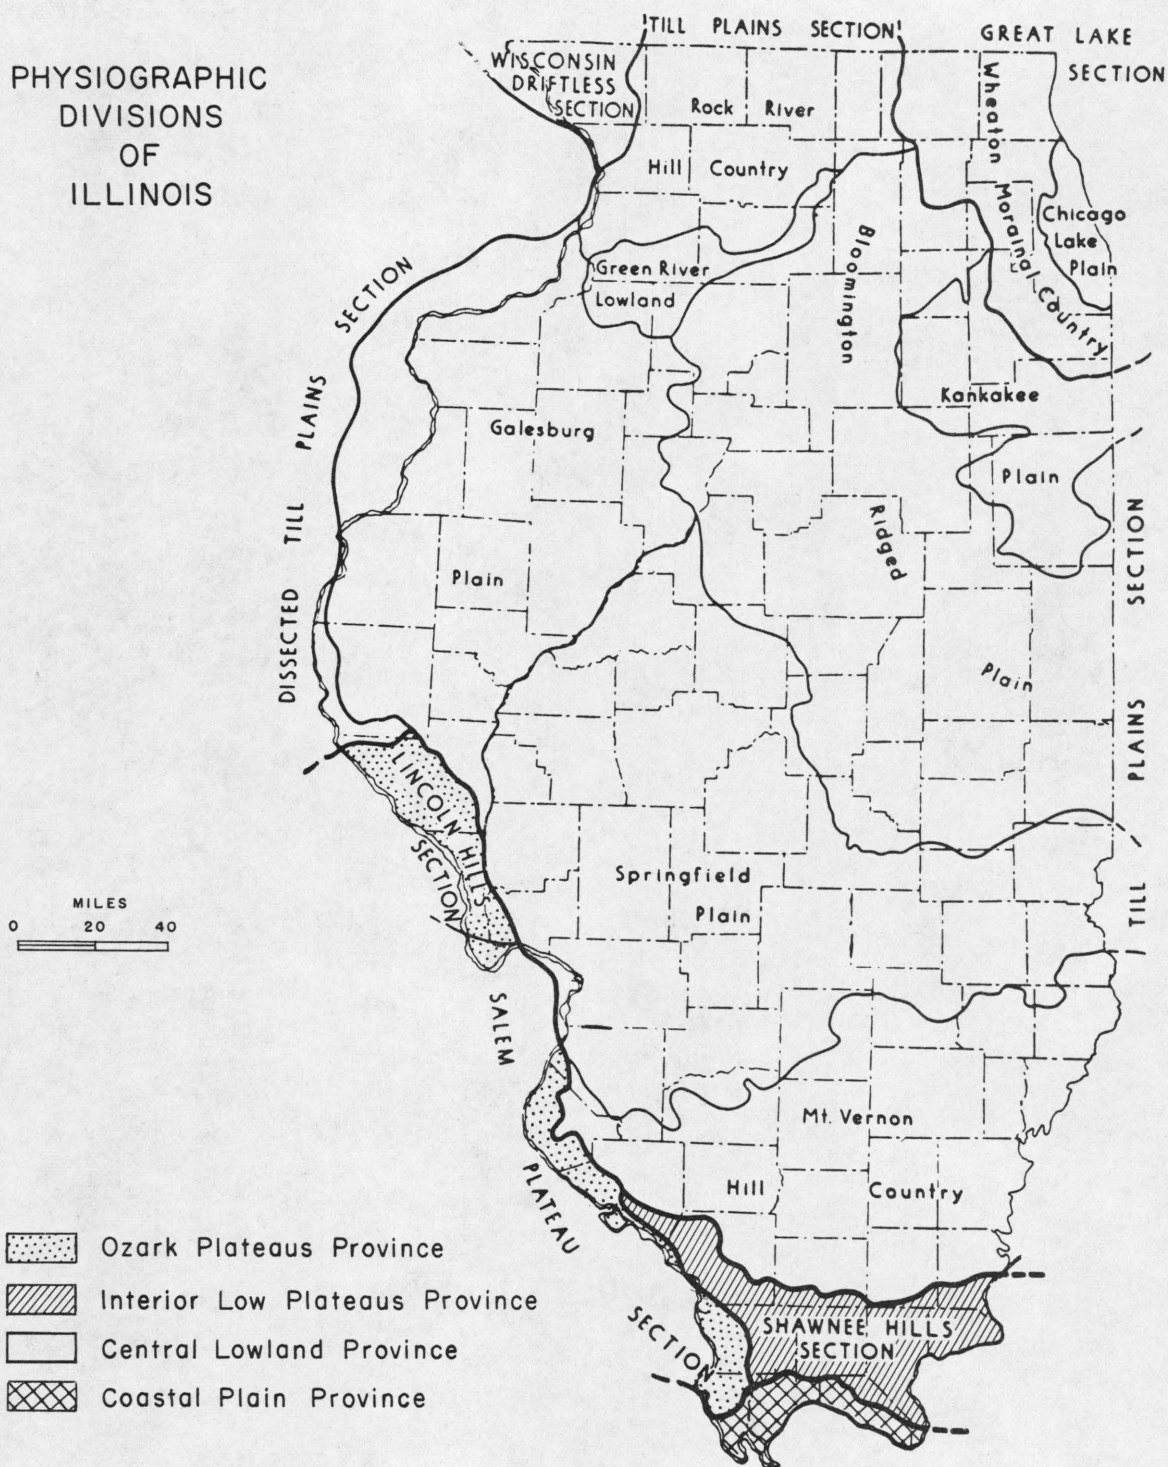 PHYSIOGRAPHIC
DIVISIONS
OF
ILLINOIS
TILL PLAINS SECTION
GREAT LAKE
SECTION
WISCONSIN
DRIFTLESS
SECTION
Rock River
Hill Country
Wheaton
Morainal Country
Chicago
Lake
Plain
Green River
Lowland
Bloomington
Ridged
Plain
Kankakee
Plain
Galesburg
Plain
DISSECTED TILL PLAINS SECTION
TILL PLAINS SECTION
LINCOLN HILLS
SECTION
Springfield
Plain
MILES
0 20 40
SALEM
PLATEAU
SECTION
Mt. Vernon
Hill Country
SHAWNEE HILLS
SECTION
Ozark Plateaus Province
Interior Low Plateaus Province
Central Lowland Province
Coastal Plain Province